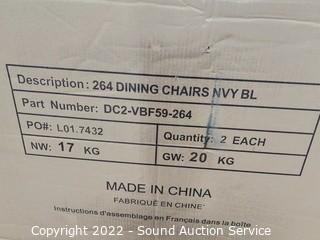 Description: 264 DINING CHAIRS NVY BL
Part Number: DC2-VBF59-264
PO#: L01.7432
Quantity: 2 EACH
NW: 17 KG
GW: 20 KG
MADE IN CHINA
FABRIQUÉ EN CHINE
Instructions d'assemblage en Français dans la boîte
Copyright 2022 - Sound Auction Service